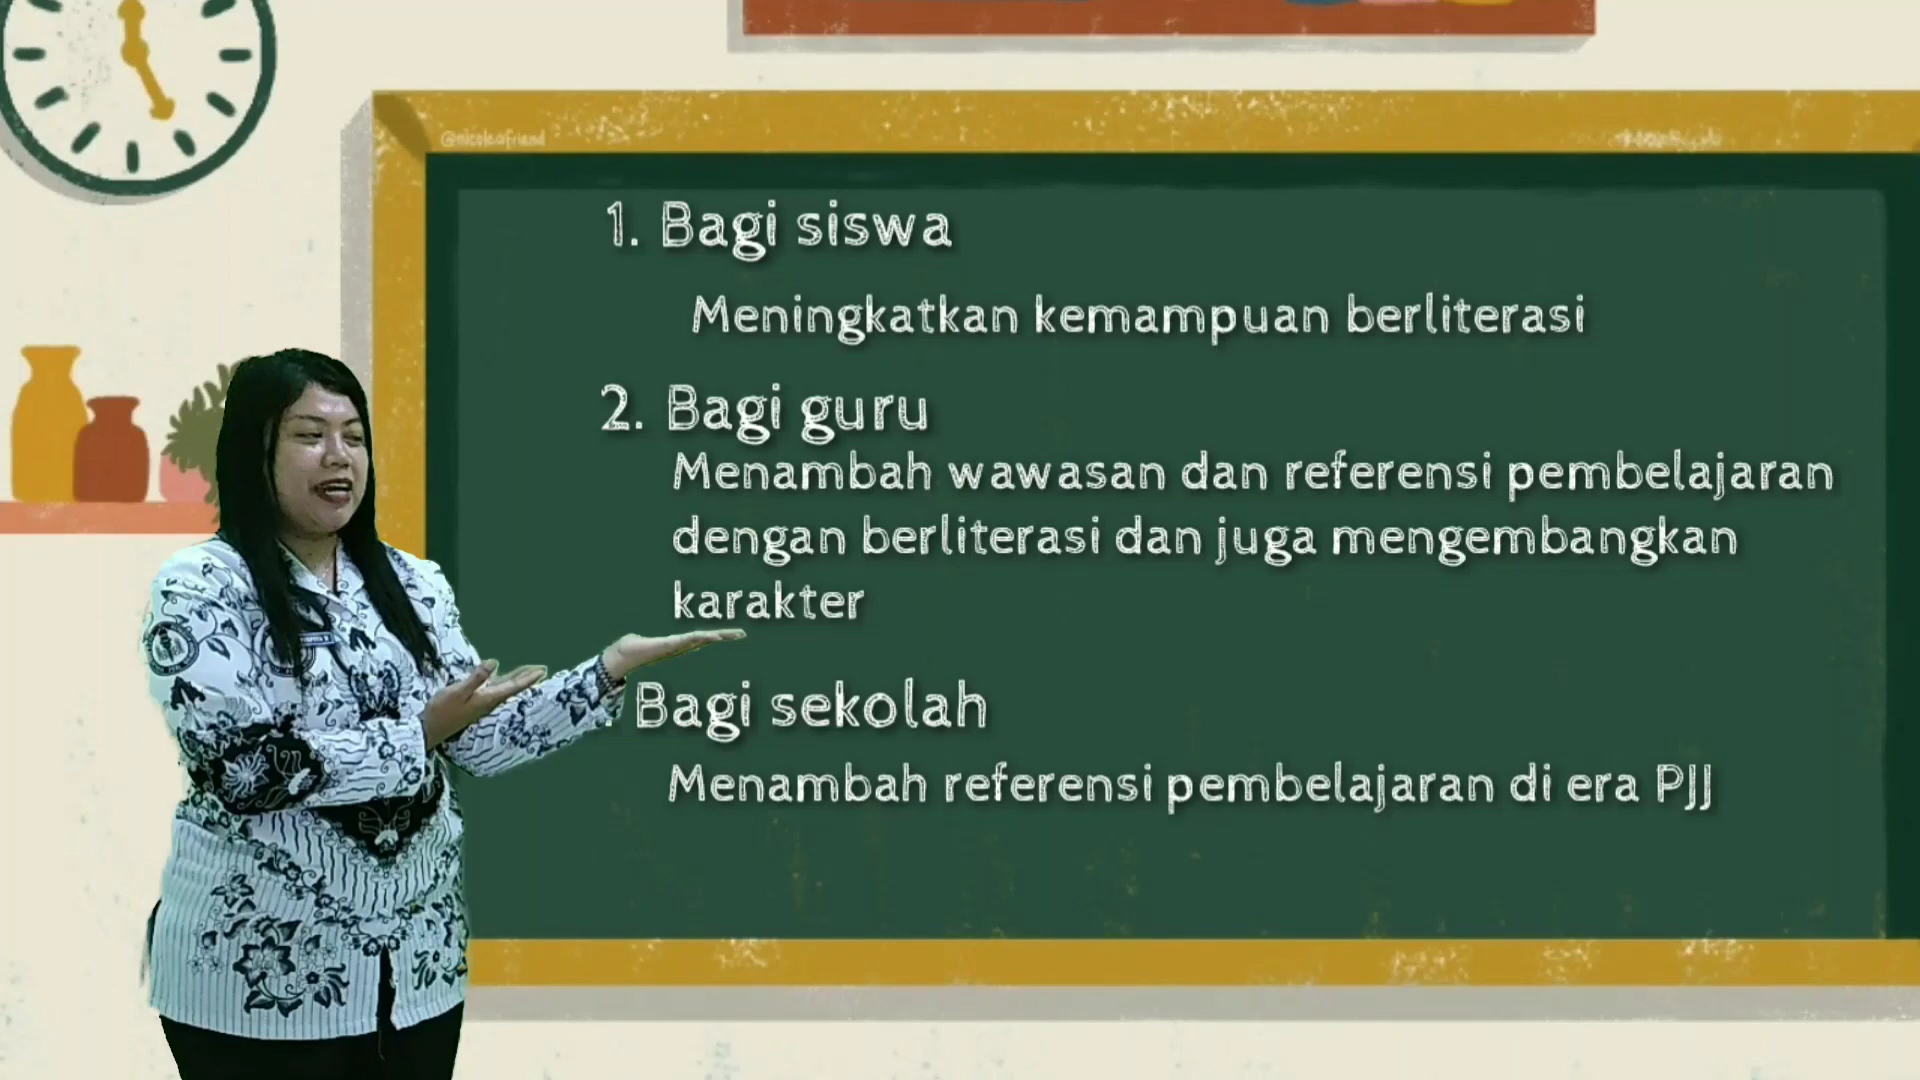 @nicoleafriend
1. Bagi siswa
Meningkatkan kemampuan berliterasi
2. Bagi guru
Menambah wawasan dan referensi pembelajaran
dengan berliterasi dan juga mengembangkan
karakter
. Bagi sekolah
Menambah referensi pembelajaran di era PJJ